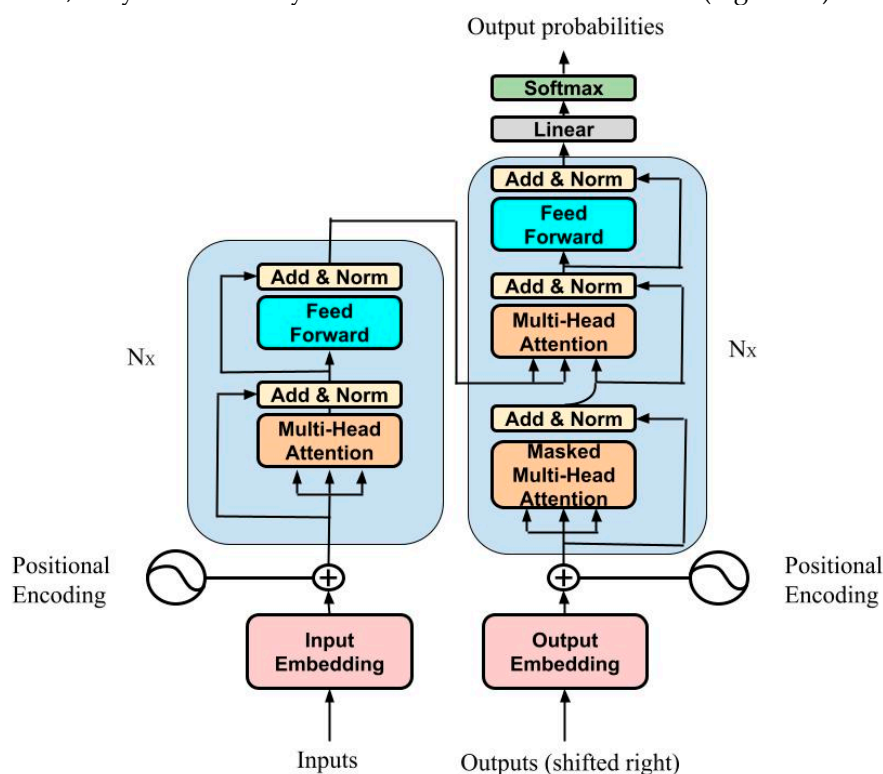 Output probabilities
Softmax
Linear
Add & Norm
Feed
Forward
Add & Norm
Multi-Head
Attention
Add & Norm
Masked
Multi-Head
Attention
Nx
Add & Norm
Feed
Forward
Add & Norm
Multi-Head
Attention
Nx
Positional
Encoding
Positional
Encoding
Input
Embedding
Output
Embedding
Inputs
Outputs (shifted right)